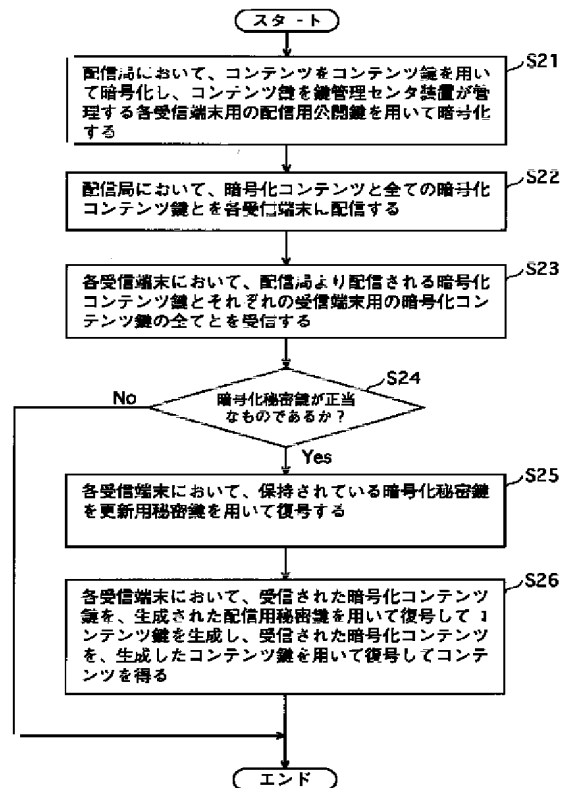 スタート
S21
配信局において、コンテンツをコンテンツ鍵を用い
て暗号化し、コンテンツ鍵を鍵管理センタ装置が管
理する各受信端末用の配信用公開鍵を用いて暗号化
する
S22
配信局において、暗号化コンテンツと全ての暗号化
コンテンツ鍵とを各受信端末に配信する
S23
各受信端末において、配信局より配信される暗号化
コンテンツ鍵とそれぞれの受信端末用の暗号化コン
テンツ鍵の全てとを受信する
S24
暗号化秘密鍵が正当
なものであるか?
No
Yes
S25
各受信端末において、保持されている暗号化秘密鍵
を更新用秘密鍵を用いて復号する
S26
各受信端末において、受信された暗号化コンテンツ
鍵を、生成された配信用秘密鍵を用いて復号してコ
ンテンツ鍵を生成し、受信された暗号化コンテンツ
を、生成したコンテンツ鍵を用いて復号してコンテ
ンツを得る
エンド